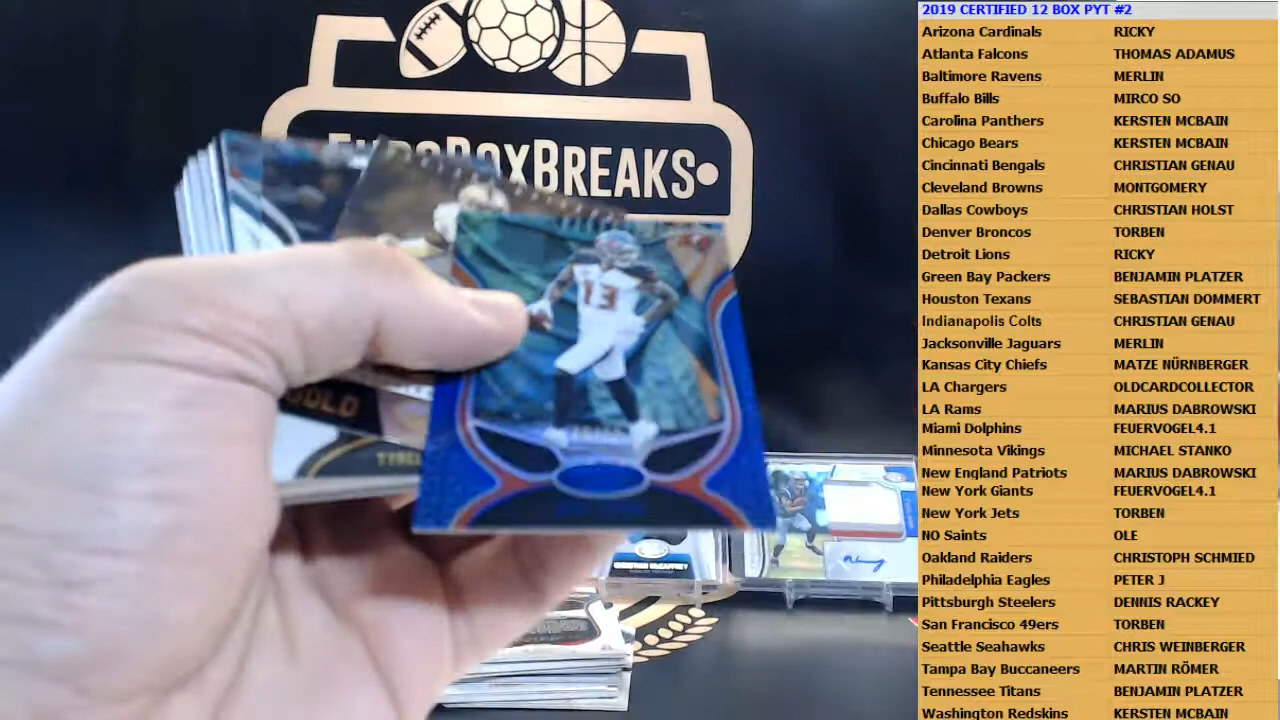 2019 CERTIFIED 12 BOX PYT #2
Arizona Cardinals RICKY
Atlanta Falcons THOMAS ADAMUS
Baltimore Ravens MERLIN
Buffalo Bills MIRCO SO
Carolina Panthers KERSTEN MCBAIN
Chicago Bears KERSTEN MCBAIN
Cincinnati Bengals CHRISTIAN GENAU
Cleveland Browns MONTGOMERY
Dallas Cowboys CHRISTIAN HOLST
Denver Broncos TORBEN
Detroit Lions RICKY
Green Bay Packers BENJAMIN PLATZER
Houston Texans SEBASTIAN DOMMERT
Indianapolis Colts CHRISTIAN GENAU
Jacksonville Jaguars MERLIN
Kansas City Chiefs MATZE NÜRNBERGER
LA Chargers OLDCARDCOLLECTOR
LA Rams MARIUS DABROWSKI
Miami Dolphins FEUERVOGEL4.1
Minnesota Vikings MICHAEL STANKO
New England Patriots MARIUS DABROWSKI
New York Giants FEUERVOGEL4.1
New York Jets TORBEN
NO Saints OLE
Oakland Raiders CHRISTOPH SCHMIED
Philadelphia Eagles PETER J
Pittsburgh Steelers DENNIS RACKEY
San Francisco 49ers TORBEN
Seattle Seahawks CHRIS WEINBERGER
Tampa Bay Buccaneers MARTIN RÖMER
Tennessee Titans BENJAMIN PLATZER
Washington Redskins KERSTEN MCBAIN
EUROBOXBREAKS
13
GOLD
CHRISTIAN McCAFFREY